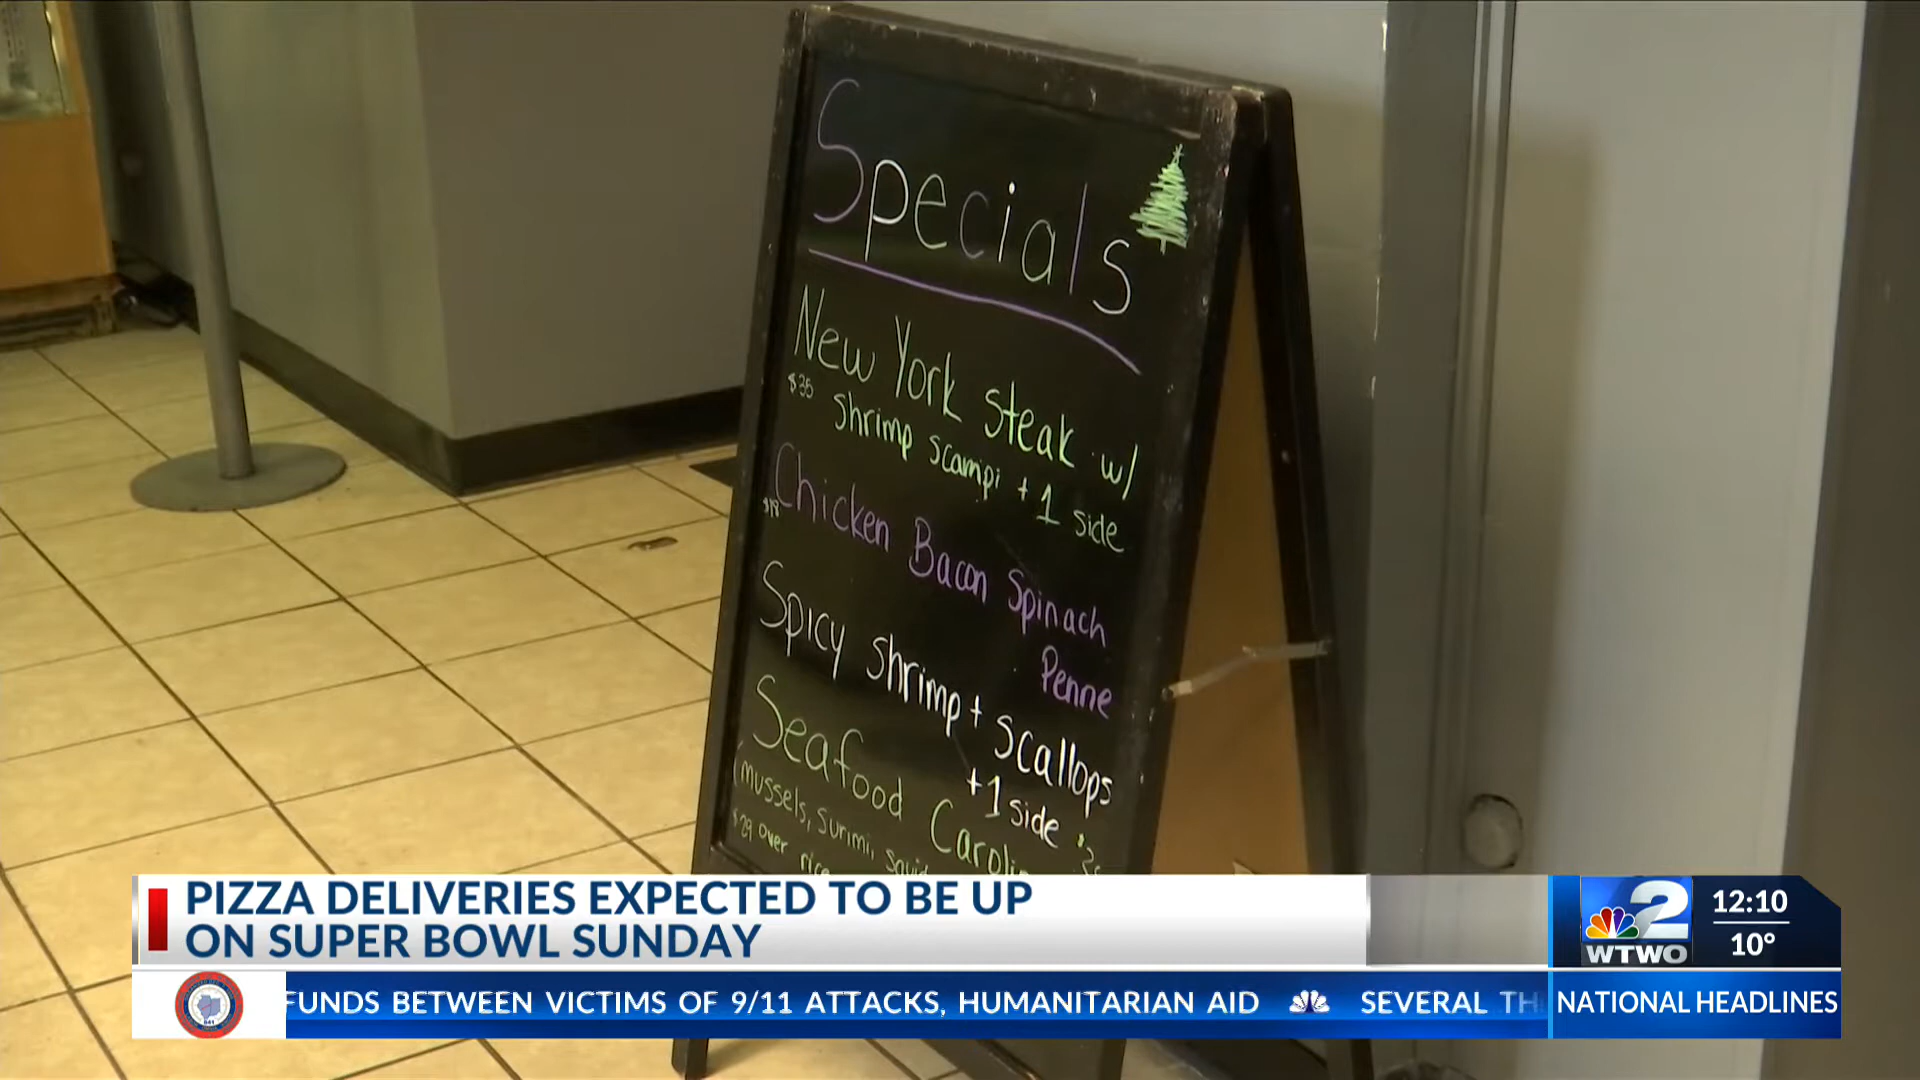 Specials
New York Steak w/
$35 Shrimp scampi + 1 side
Chicken Bacon Spinach
Penne
Spicy shrimp + Scallops
+ 1 side
Seafood
(mussels, surimi,
$29 over rice
PIZZA DELIVERIES EXPECTED TO BE UP
ON SUPER BOWL SUNDAY
2
WTWO
12:10
10°
FUNDS BETWEEN VICTIMS OF 9/11 ATTACKS, HUMANITARIAN AID SEVERAL
NATIONAL HEADLINES